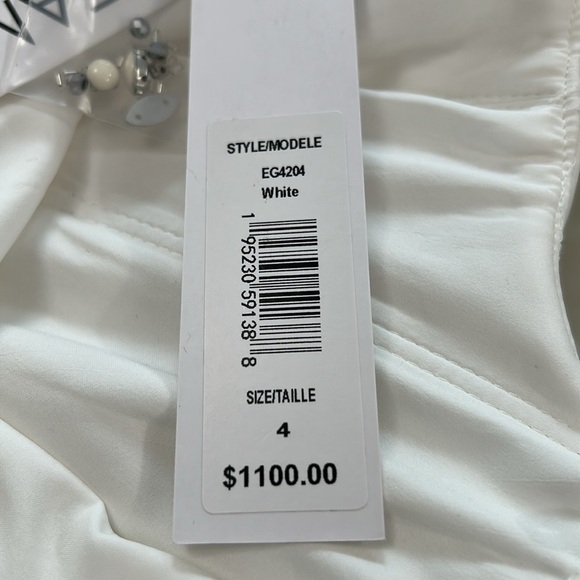 STYLE/MODELE
EG4204
White
1 95230 59138 8
SIZE/TAILLE
4
$1100.00